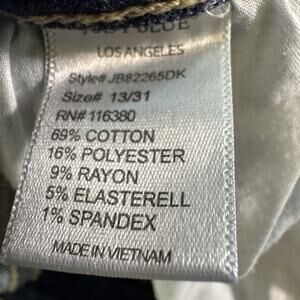 BLUE
LOS ANGELES
Style# JB82265DK
Size# 13/31
RN# 116380
69% COTTON
16% POLYESTER
9% RAYON
5% ELASTERELL
1% SPANDEX
MADE IN VIETNAM